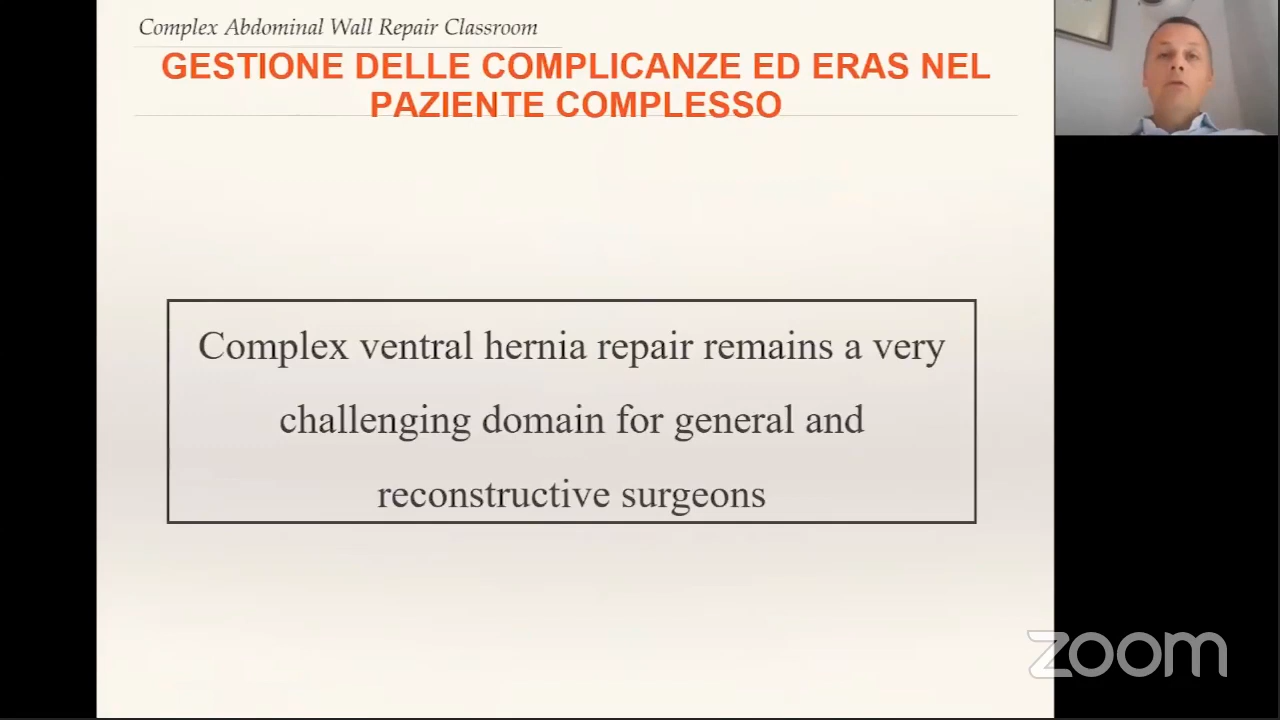 Complex Abdominal Wall Repair Classroom
GESTIONE DELLE COMPLICANZE ED ERAS NEL
PAZIENTE COMPLESSO
Complex ventral hernia repair remains a very
challenging domain for general and
reconstructive surgeons
zoom